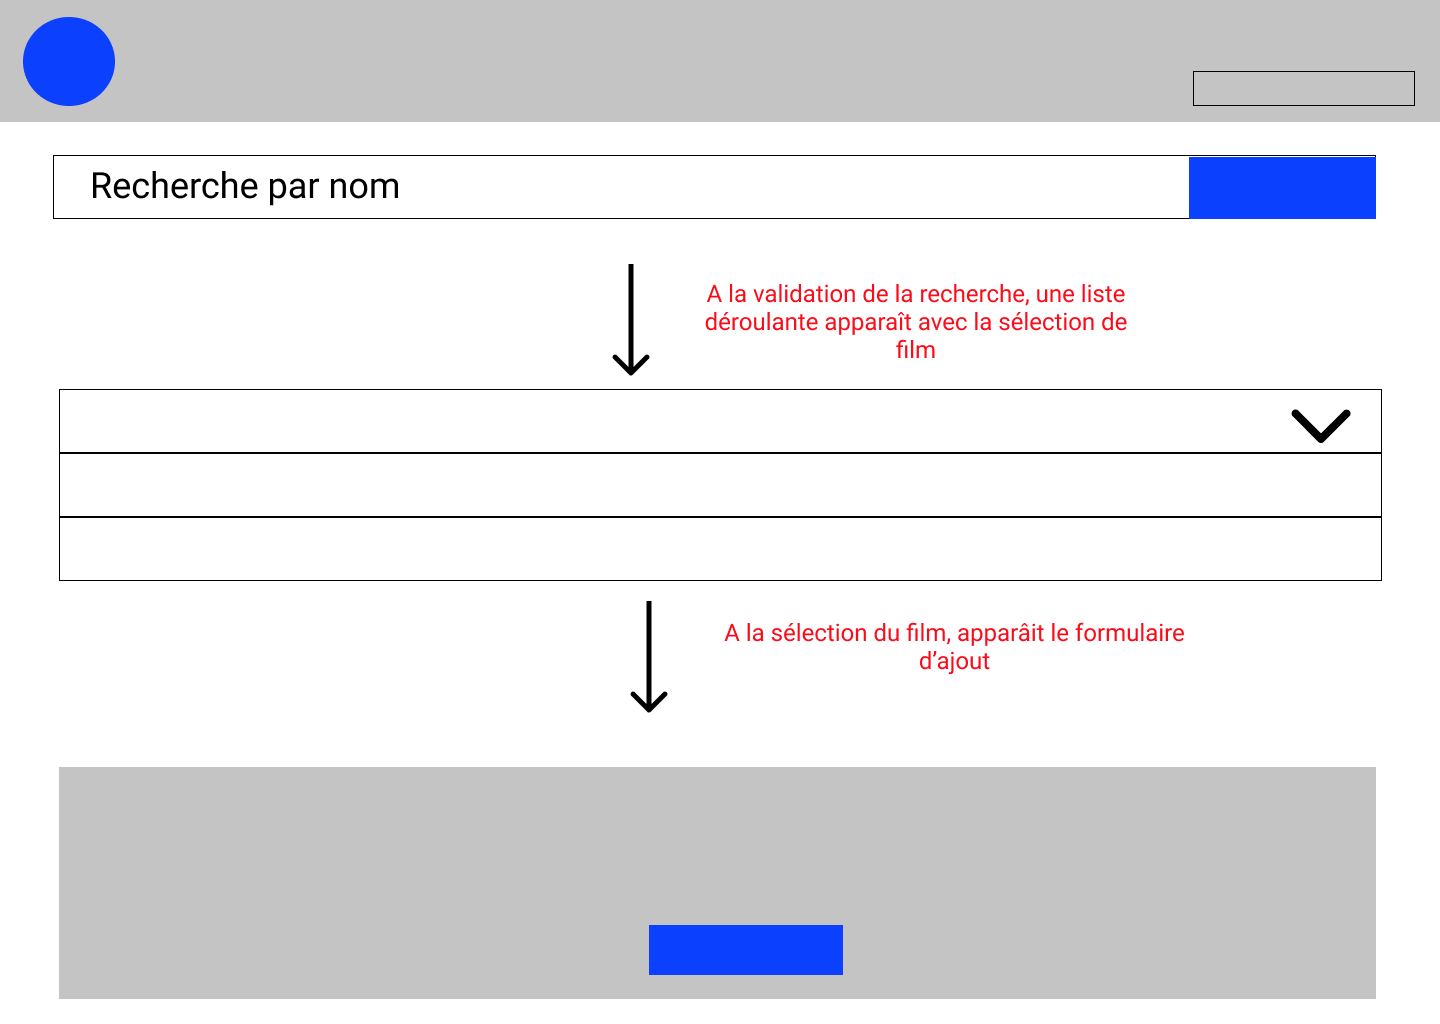 Recherche par nom
A la validation de la recherche, une liste
déroulante apparaît avec la sélection de
film
A la sélection du film, apparâit le formulaire
d’ajout